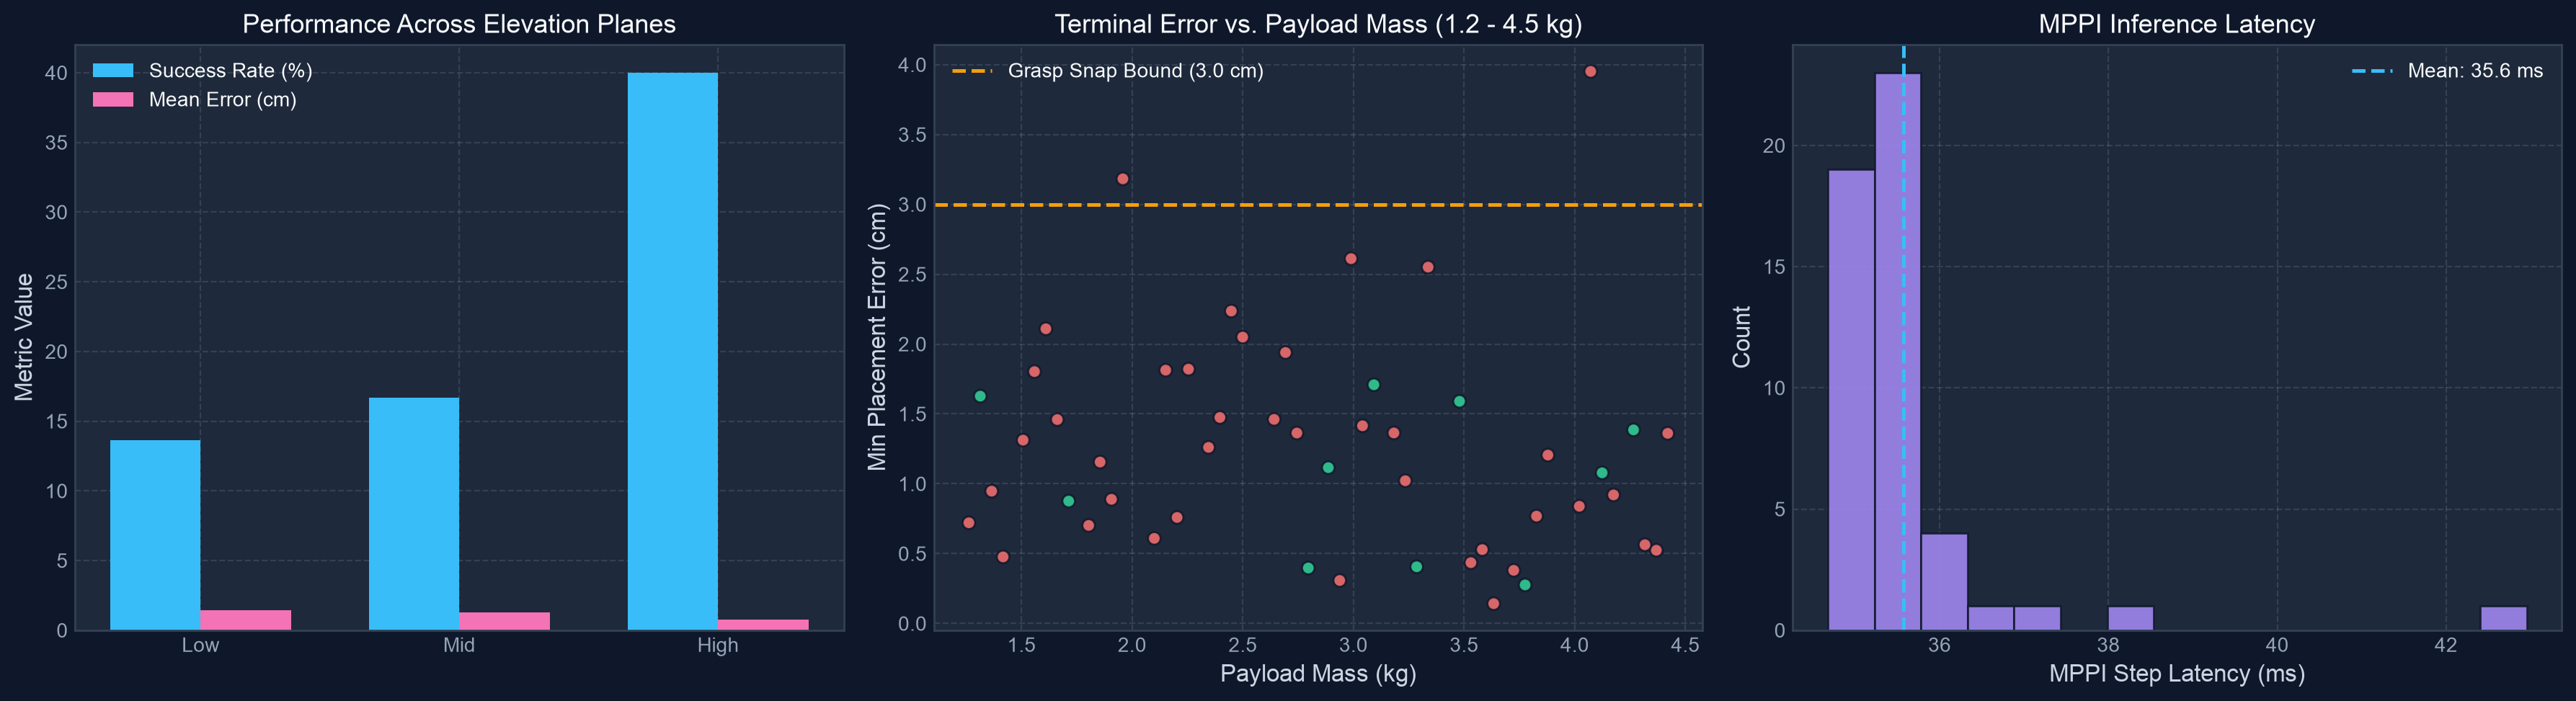 Performance Across Elevation Planes
Success Rate (%)
Mean Error (cm)
Metric Value
40
35
30
25
20
15
10
5
0
Low Mid High
Terminal Error vs. Payload Mass (1.2 - 4.5 kg)
Grasp Snap Bound (3.0 cm)
Min Placement Error (cm)
4.0
3.5
3.0
2.5
2.0
1.5
1.0
0.5
0.0
1.5 2.0 2.5 3.0 3.5 4.0 4.5
Payload Mass (kg)
MPPI Inference Latency
Mean: 35.6 ms
Count
20
15
10
5
0
36 38 40 42
MPPI Step Latency (ms)